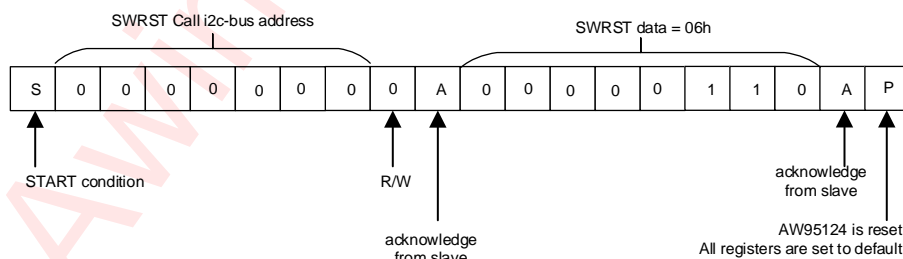 SWRST Call i2c-bus address
SWRST data = 06h
S 0 0 0 0 0 0 0 0 A 0 0 0 0 0 1 1 0 A P
START condition
R/W
acknowledge
from slave
acknowledge
from slave
AW95124 is reset
All registers are set to default